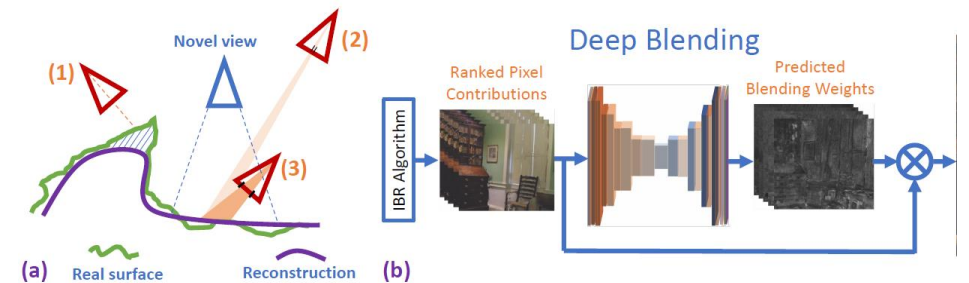 Novel view
(1)
(2)
(3)
Real surface
Reconstruction
(a)
Deep Blending
IBR Algorithm
Ranked Pixel
Contributions
Predicted
Blending Weights
(b)